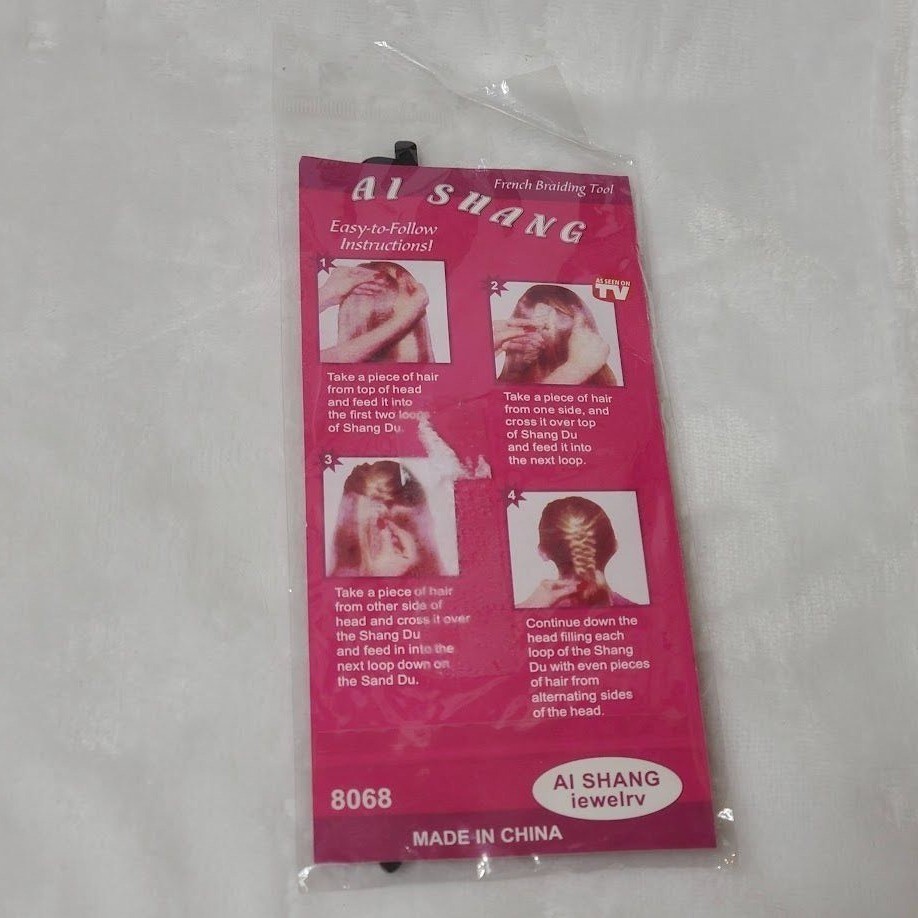 French Braiding Tool
AI SHANG
Easy-to-Follow
Instructions!
1
Take a piece of hair
from top of head
and feed it into
the first two loops
of Shang Du.
2
AS SEEN ON
TV
Take a piece of hair
from one side, and
cross it over top
of Shang Du
and feed it into
the next loop.
3
Take a piece of hair
from other side of
head and cross it over
the Shang Du
and feed in into the
next loop down on
the Sand Du.
4
Continue down the
head filling each
loop of the Shang
Du with even pieces
of hair from
alternating sides
of the head.
8068
AI SHANG
iewelrv
MADE IN CHINA